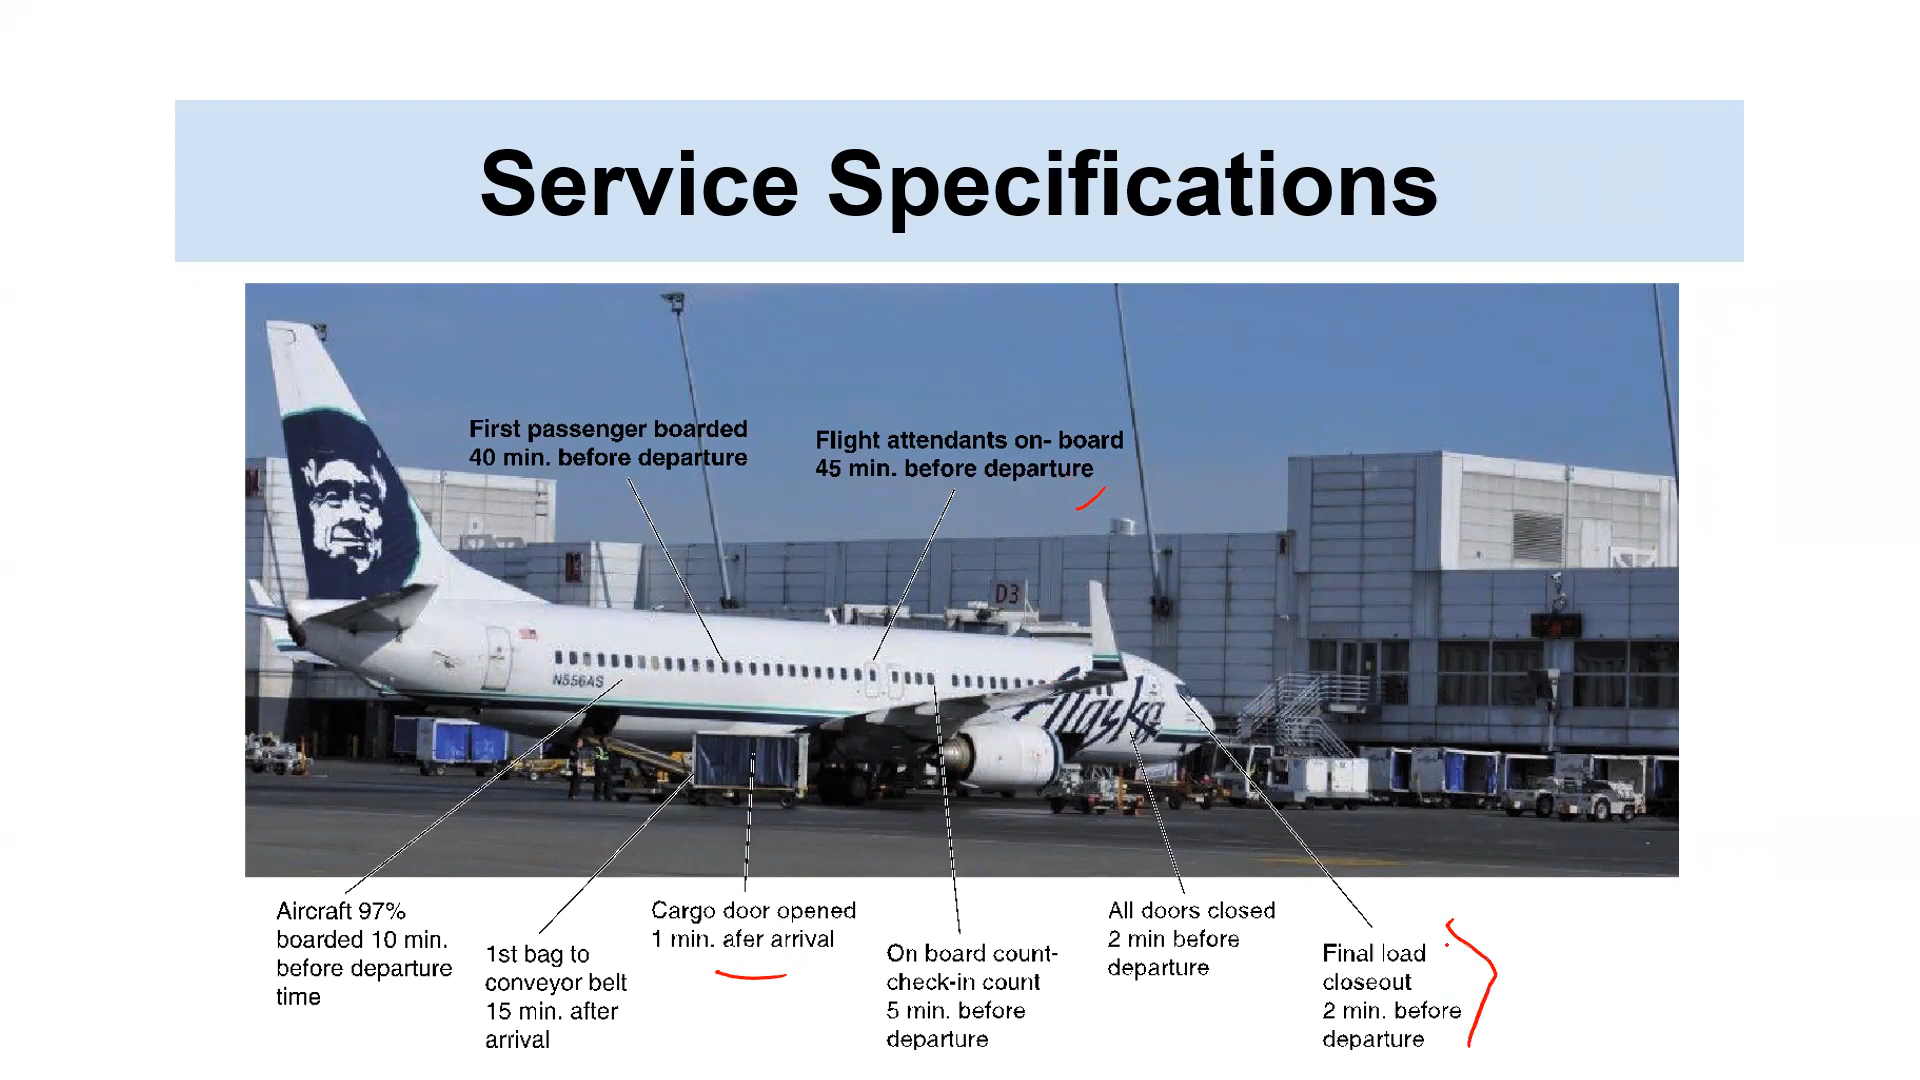 Service Specifications
First passenger boarded
40 min. before departure
Flight attendants on- board
45 min. before departure
D3
N556AS
Alaska
Aircraft 97%
boarded 10 min.
before departure
time
1st bag to
conveyor belt
15 min. after
arrival
Cargo door opened
1 min. afer arrival
On board count-
check-in count
5 min. before
departure
All doors closed
2 min before
departure
Final load
closeout
2 min. before
departure